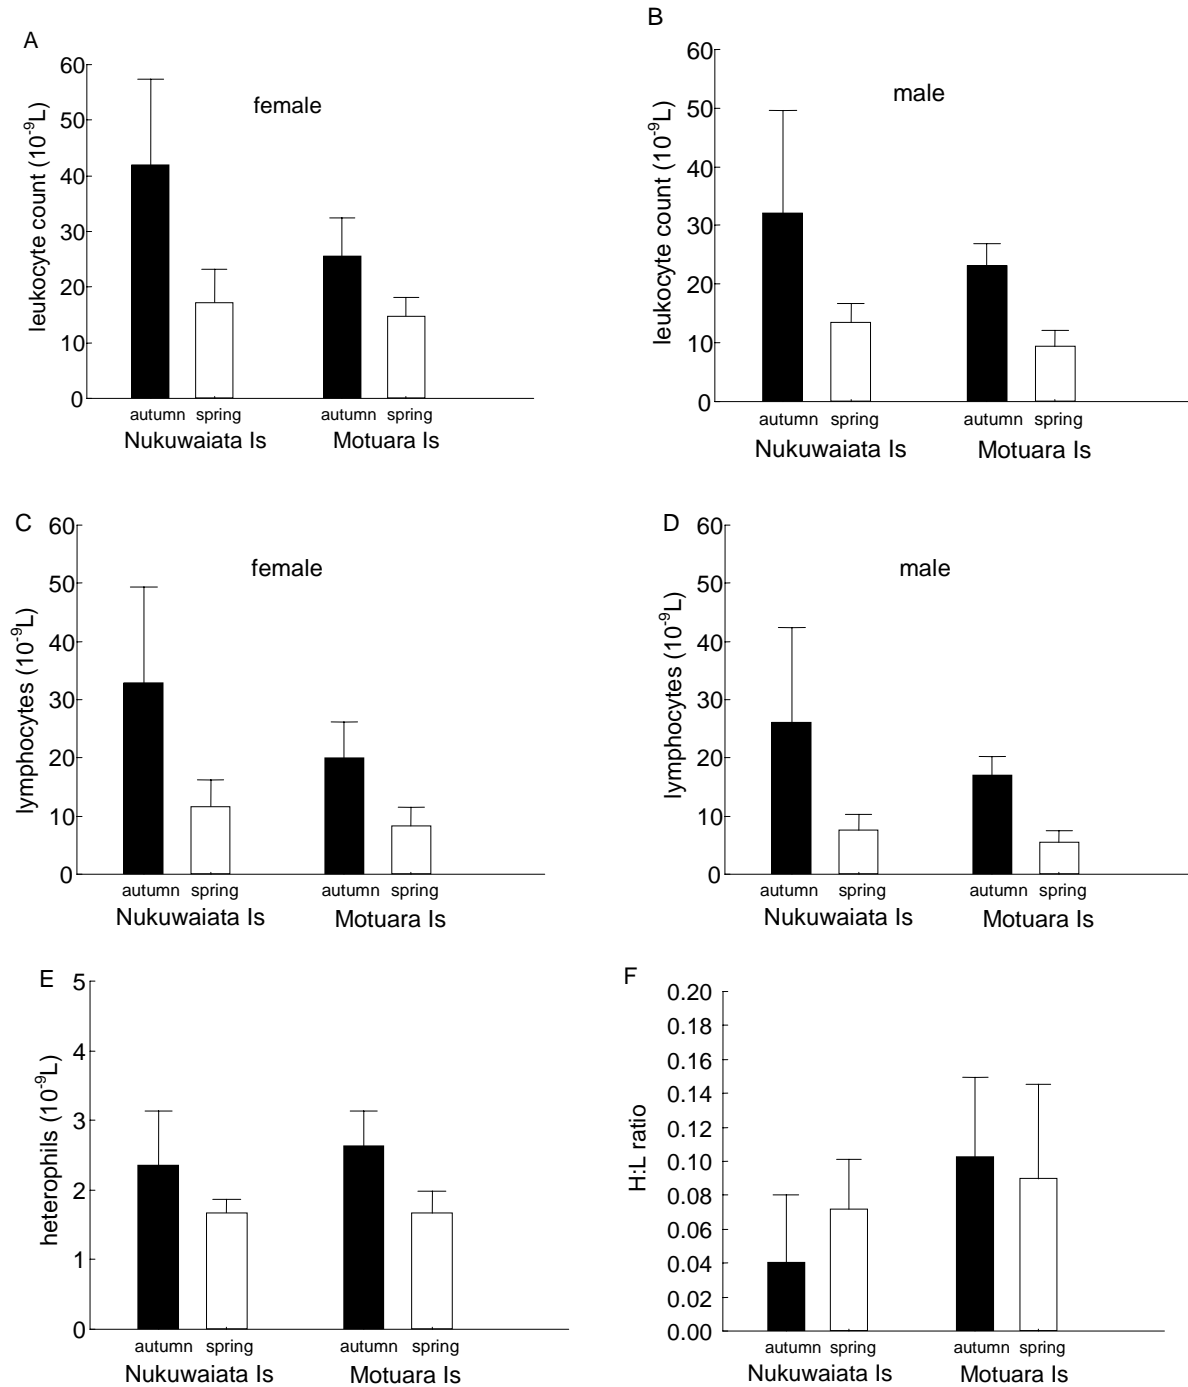 A
60
50
40
30
20
10
0
leukocyte count (10⁻⁹L)
female
autumn spring autumn spring
Nukuwaiata Is Motuara Is
B
60
50
40
30
20
10
0
leukocyte count (10⁻⁹L)
male
autumn spring autumn spring
Nukuwaiata Is Motuara Is
C
60
50
40
30
20
10
0
lymphocytes (10⁻⁹L)
female
autumn spring autumn spring
Nukuwaiata Is Motuara Is
D
60
50
40
30
20
10
0
lymphocytes (10⁻⁹L)
male
autumn spring autumn spring
Nukuwaiata Is Motuara Is
E
5
4
3
2
1
0
heterophils (10⁻⁹L)
autumn spring autumn spring
Nukuwaiata Is Motuara Is
F
0.20
0.18
0.16
0.14
0.12
0.10
0.08
0.06
0.04
0.02
0.00
H:L ratio
autumn spring autumn spring
Nukuwaiata Is Motuara Is